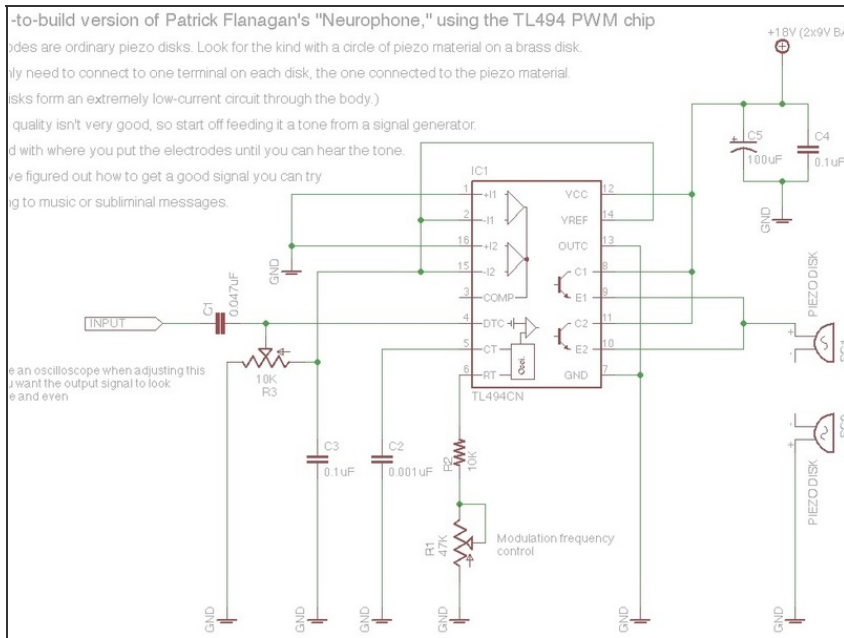 -to-build version of Patrick Flanagan's "Neurophone," using the TL494 PWM chip
odes are ordinary piezo disks. Look for the kind with a circle of piezo material on a brass disk.
nly need to connect to one terminal on each disk, the one connected to the piezo material.
isks form an extremely low-current circuit through the body.)
quality isn't very good, so start off feeding it a tone from a signal generator.
d with where you put the electrodes until you can hear the tone.
ve figured out how to get a good signal you can try
ng to music or subliminal messages.
+18V (2x9V BA
C5
100uF
C4
0.1uF
GND
IC1
1 +I1 VCC 12
2 -I1 VREF 14
16 +I2 OUTC 13
15 -I2 C1 8
3 COMP E1 9
4 DTC C2 11
5 CT E2 10
6 RT GND 7
Osci.
TL494CN
GND
C1
0.047uF
INPUT
10K
R3
e an oscilloscope when adjusting this
u want the output signal to look
e and even
C3
0.1uF
C2
0.001uF
R2
10K
R1
47K
Modulation frequency
control
PIEZO DISK
+
-
-
+
PIEZO DISK
GND
GND
GND
GND
GND
GND